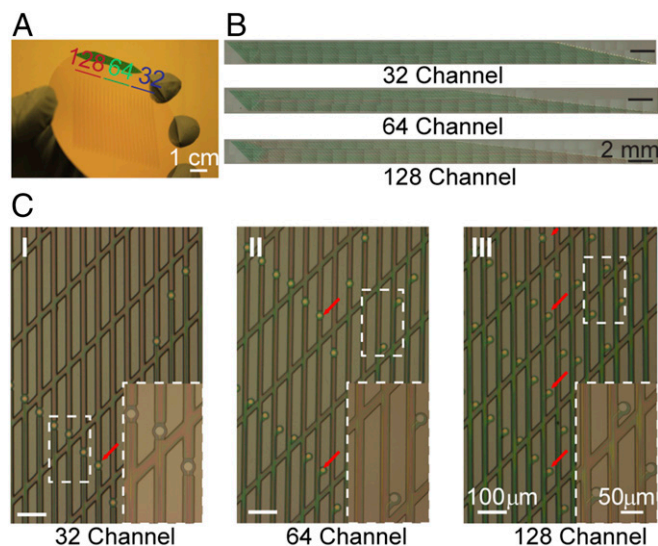 A
128 64 32
1 cm
B
32 Channel
64 Channel
2 mm
128 Channel
C
I
II
III
100μm
50μm
32 Channel
64 Channel
128 Channel